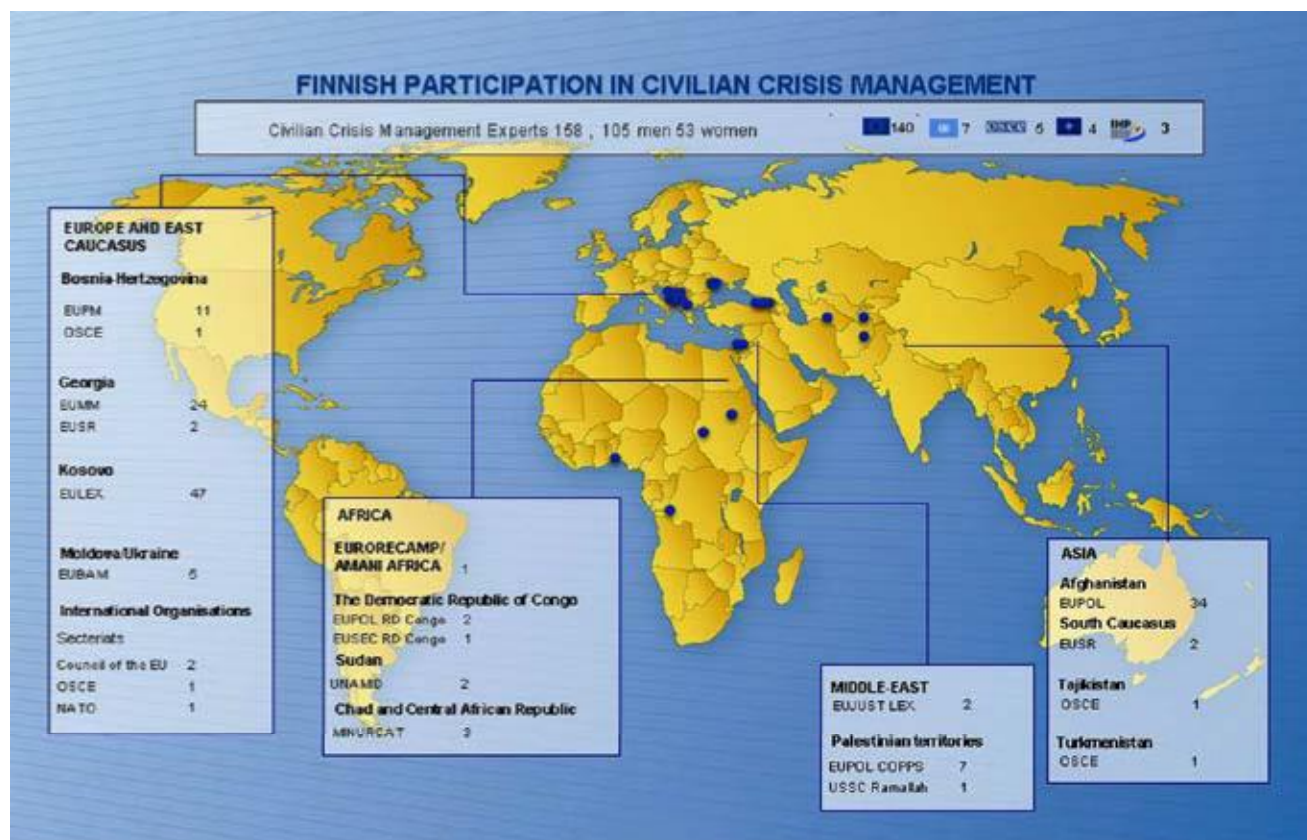 FINNISH PARTICIPATION IN CIVILIAN CRISIS MANAGEMENT
Civilian Crisis Management Experts 158 , 105 men 53 women 140 7 OSCE 5 4 3
EUROPE AND EAST
CAUCASUS
Bosnia-Hertzegovina
EUPM 11
OSCE 1
Georgia
EUMM 24
EUSR 2
Kosovo
EULEX 47
Moldova/Ukraine
EUBAM 5
International Organisations
Secteriats
Council of the EU 2
OSCE 1
NATO 1
AFRICA
EURORECAMP/
AMANI AFRICA 1
The Democratic Republic of Congo
EUPOL RD Congo 2
EUSEC RD Congo 1
Sudan
UNAMID 2
Chad and Central African Republic
MINURCAT 3
MIDDLE-EAST
EUJUST LEX 2
Palestinian territories
EUPOL COPPS 7
USSC Ramallah 1
ASIA
Afghanistan
EUPOL 34
South Caucasus
EUSR 2
Tajikistan
OSCE 1
Turkmenistan
OSCE 1